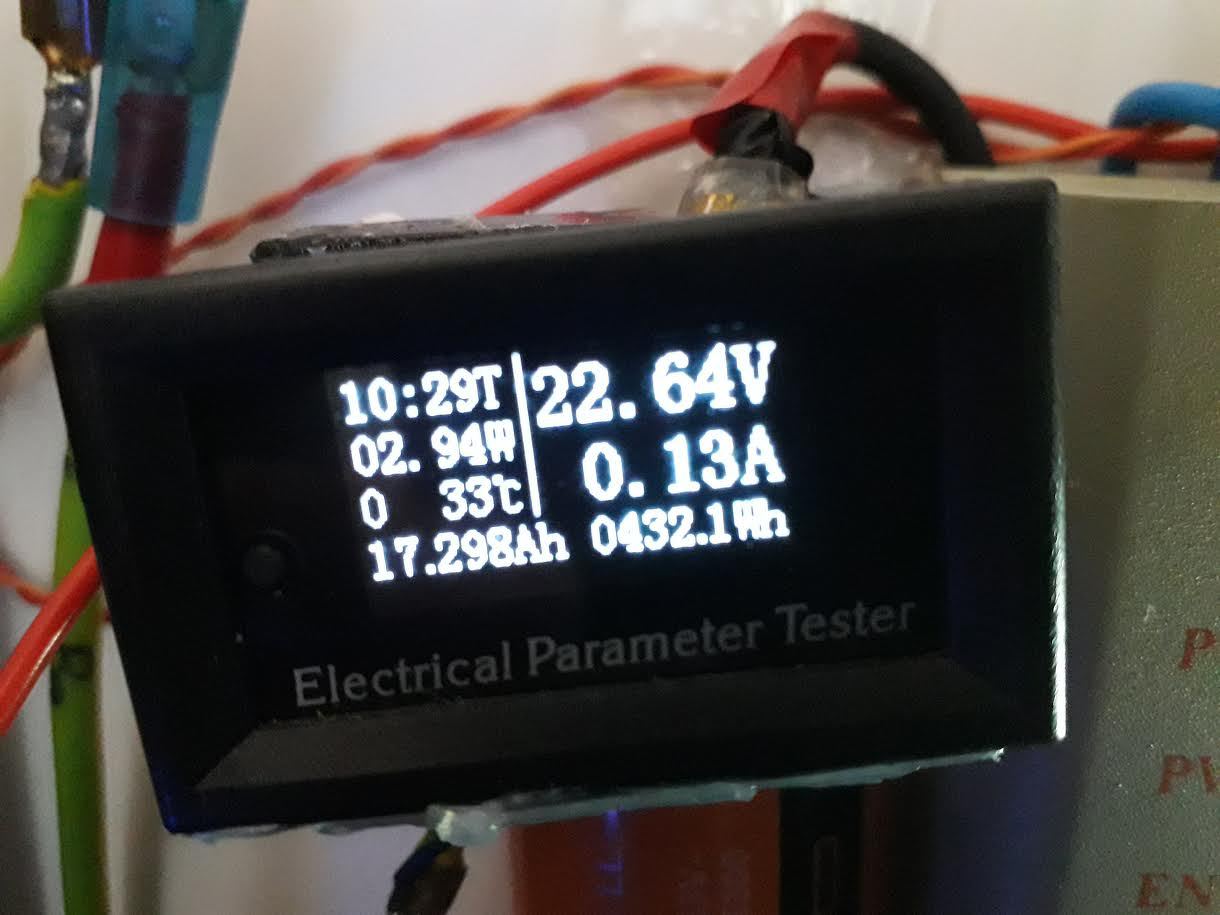 10:29T
02.94W
0 33℃
22.64V
0.13A
17.298Ah 0432.1Wh
Electrical Parameter Tester